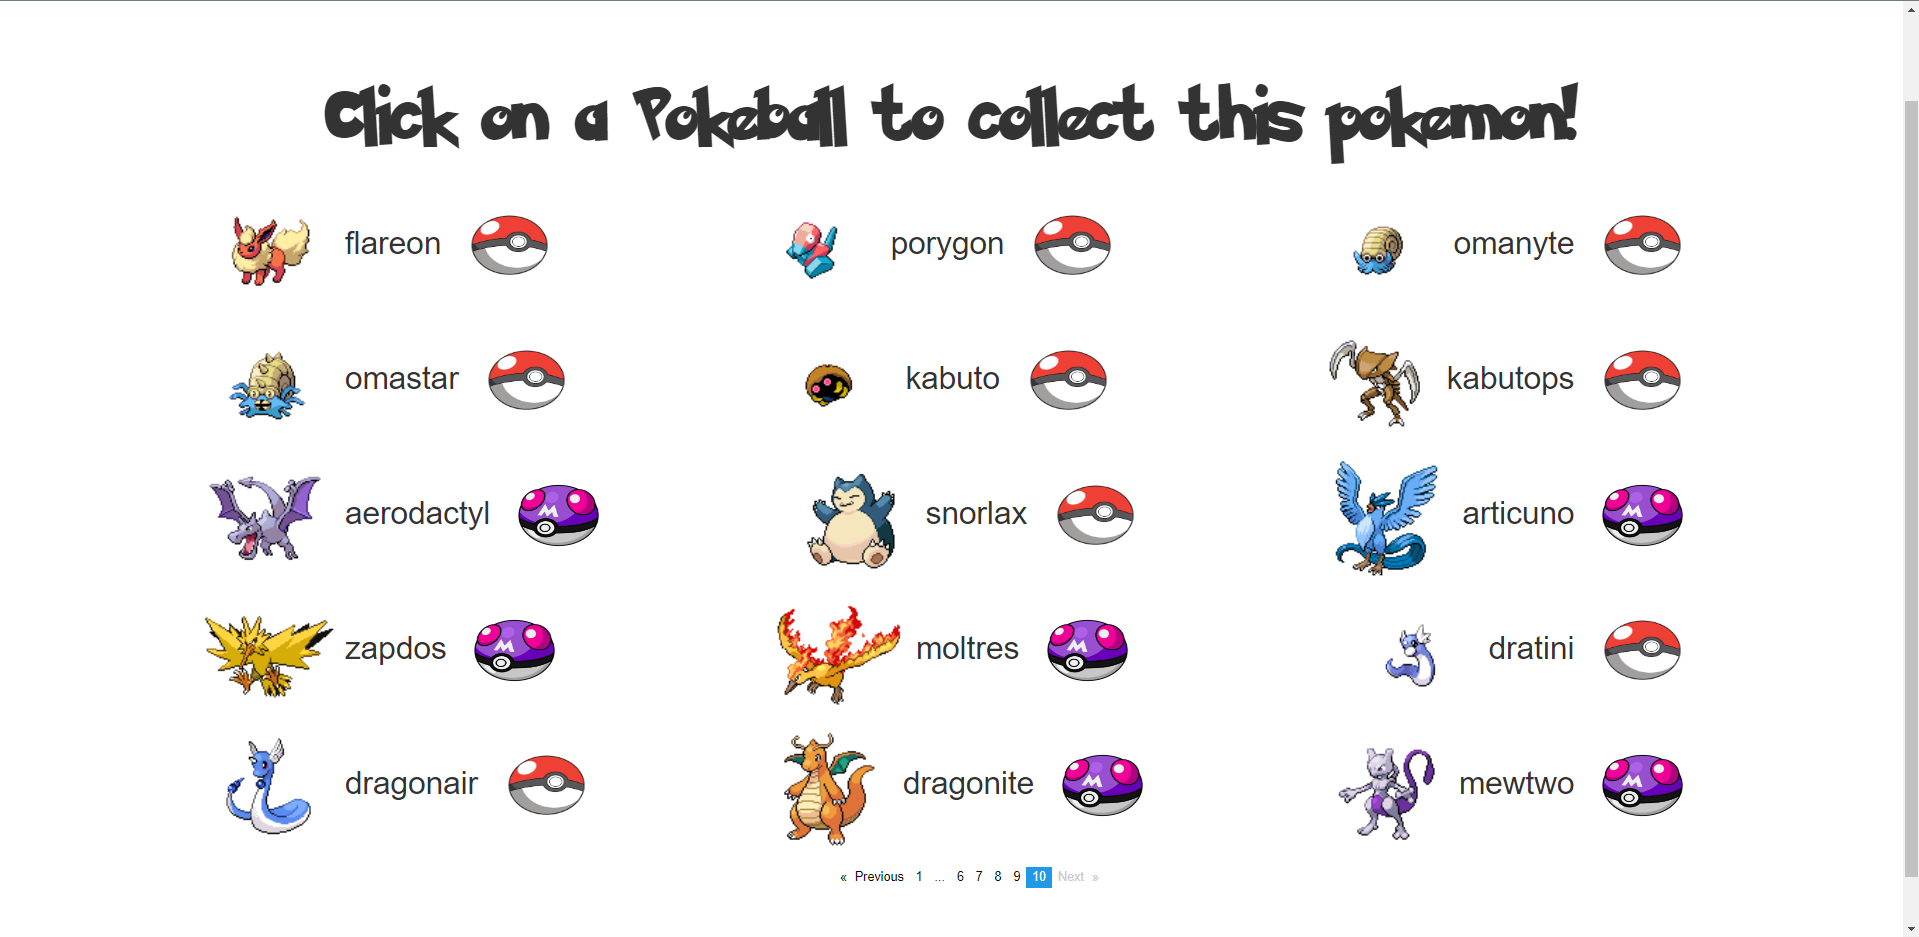 Click on a Pokeball to collect this pokemon!
flareon porygon omanyte
omastar kabuto kabutops
aerodactyl M snorlax articuno M
zapdos M moltres M dratini
dragonair dragonite M mewtwo M
« Previous 1 ... 6 7 8 9 10 Next »